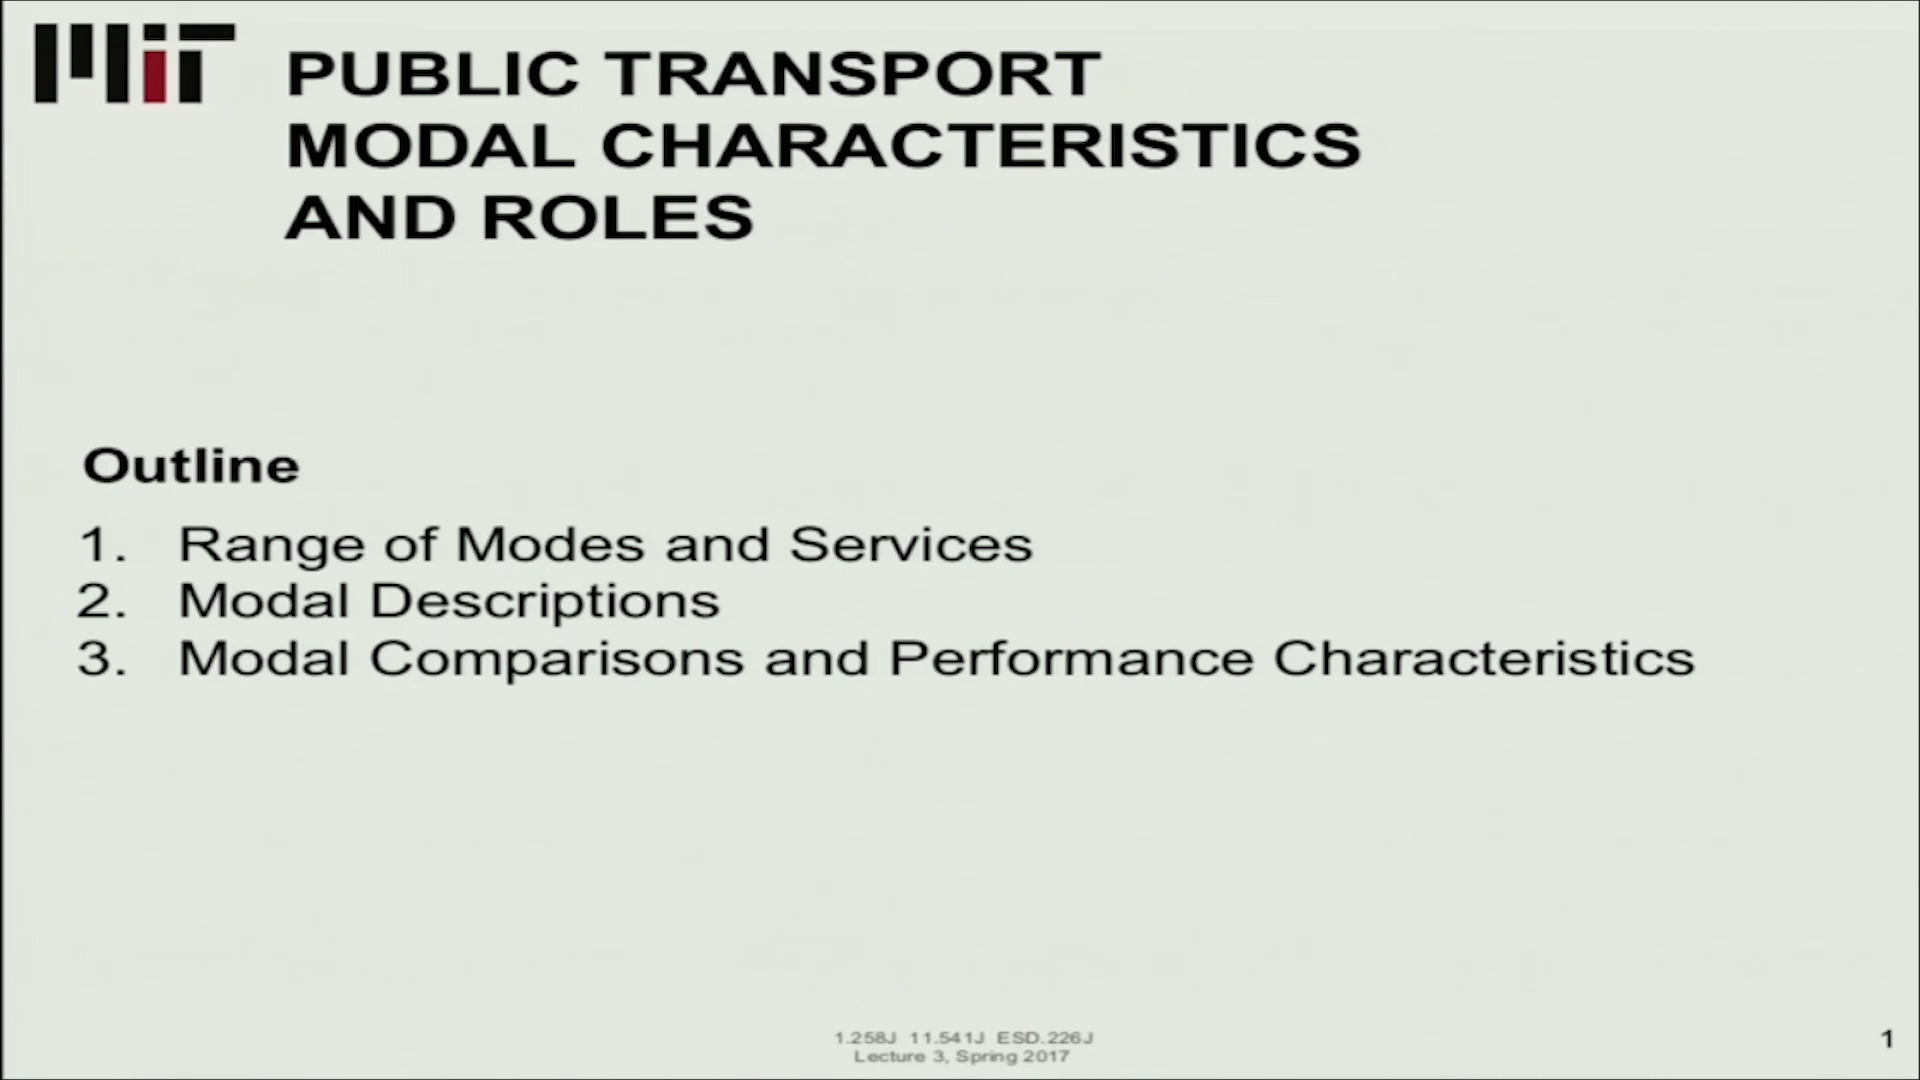 MIT
PUBLIC TRANSPORT
MODAL CHARACTERISTICS
AND ROLES
Outline
1. Range of Modes and Services
2. Modal Descriptions
3. Modal Comparisons and Performance Characteristics
1.258J 11.541J ESD.226J
Lecture 3, Spring 2017
1